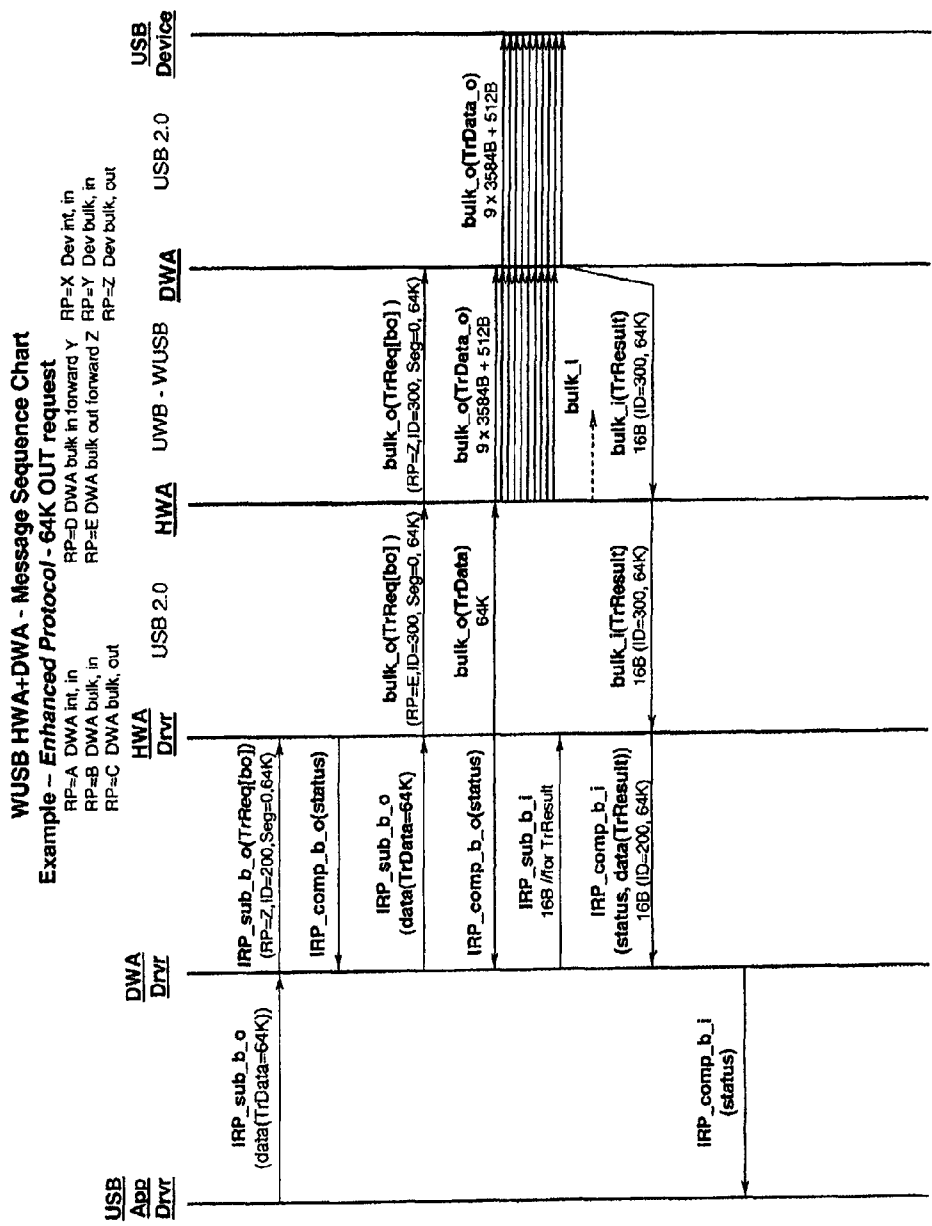 WUSB HWA+DWA - Message Sequence Chart
Example – Enhanced Protocol - 64K OUT request
RP=A DWA int, in
RP=B DWA bulk, in
RP=C DWA bulk, out
RP=D DWA bulk in forward Y
RP=E DWA bulk out forward Z
RP=X Dev int, in
RP=Y Dev bulk, in
RP=Z Dev bulk, out
USB
App
Drvr
DWA
Drvr
HWA
Drvr
USB 2.0
HWA
UWB - WUSB
DWA
USB 2.0
USB
Device
IRP_sub_b_o
(data(TrData=64K))
IRP_sub_b_o(TrReq[bo])
(RP=Z,ID=200,Seg=0,64K)
IRP_comp_b_o(status)
IRP_sub_b_o
(data(TrData=64K)
bulk_o(TrReq[bo] )
(RP=E,ID=300, Seg=0, 64K)
bulk_o(TrReq[bo] )
(RP=Z,ID=300, Seg=0, 64K)
IRP_comp_b_o(status)
bulk_o(TrData)
64K
bulk_o(TrData_o)
9 x 3584B + 512B
bulk_o(TrData_o)
9 x 3584B + 512B
IRP_sub_b_i
16B //for TrResult
bulk_i
IRP_comp_b_i
(status, data(TrResult))
16B (ID=200, 64K)
bulk_i(TrResult)
16B (ID=300, 64K)
bulk_i(TrResult)
16B (ID=300, 64K)
IRP_comp_b_i
(status)